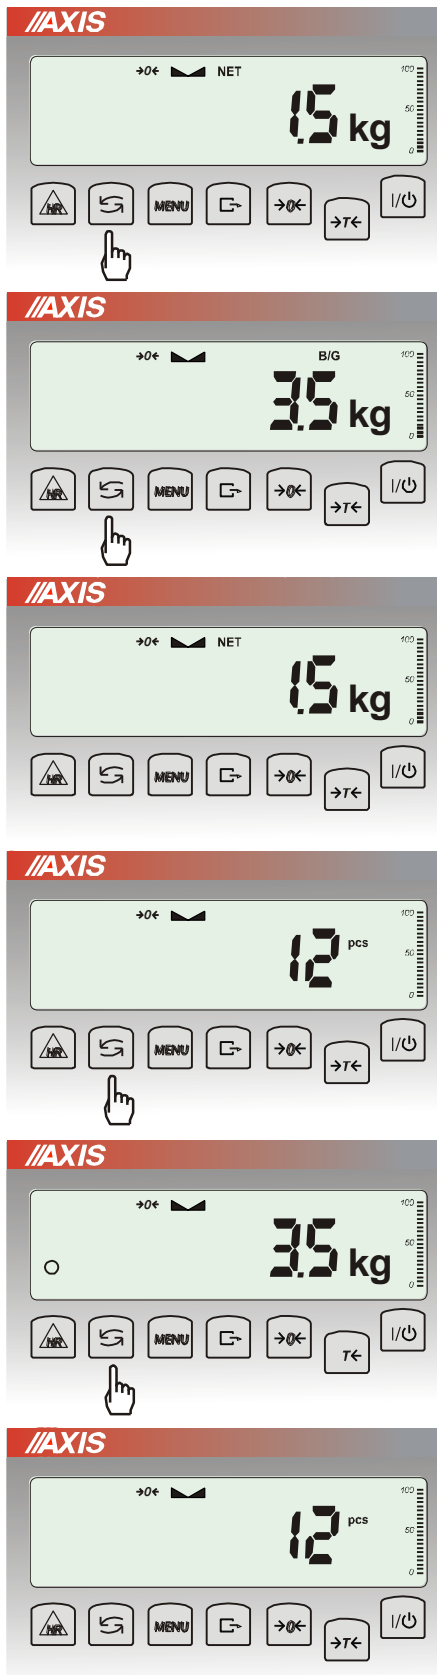 AXIS
→0← NET 100
1.5 kg 50
0
HR MENU →0← →T← I/⏻
AXIS
→0← B/G 100
3.5 kg 50
0
HR MENU →0← →T← I/⏻
AXIS
→0← NET 100
1.5 kg 50
0
HR MENU →0← →T← I/⏻
AXIS
→0← 100
12 pcs 50
0
HR MENU →0← →T← I/⏻
AXIS
→0← 100
3.5 kg 50
0
HR MENU →0← T← I/⏻
AXIS
→0← 100
12 pcs 50
0
HR MENU →0← →T← I/⏻